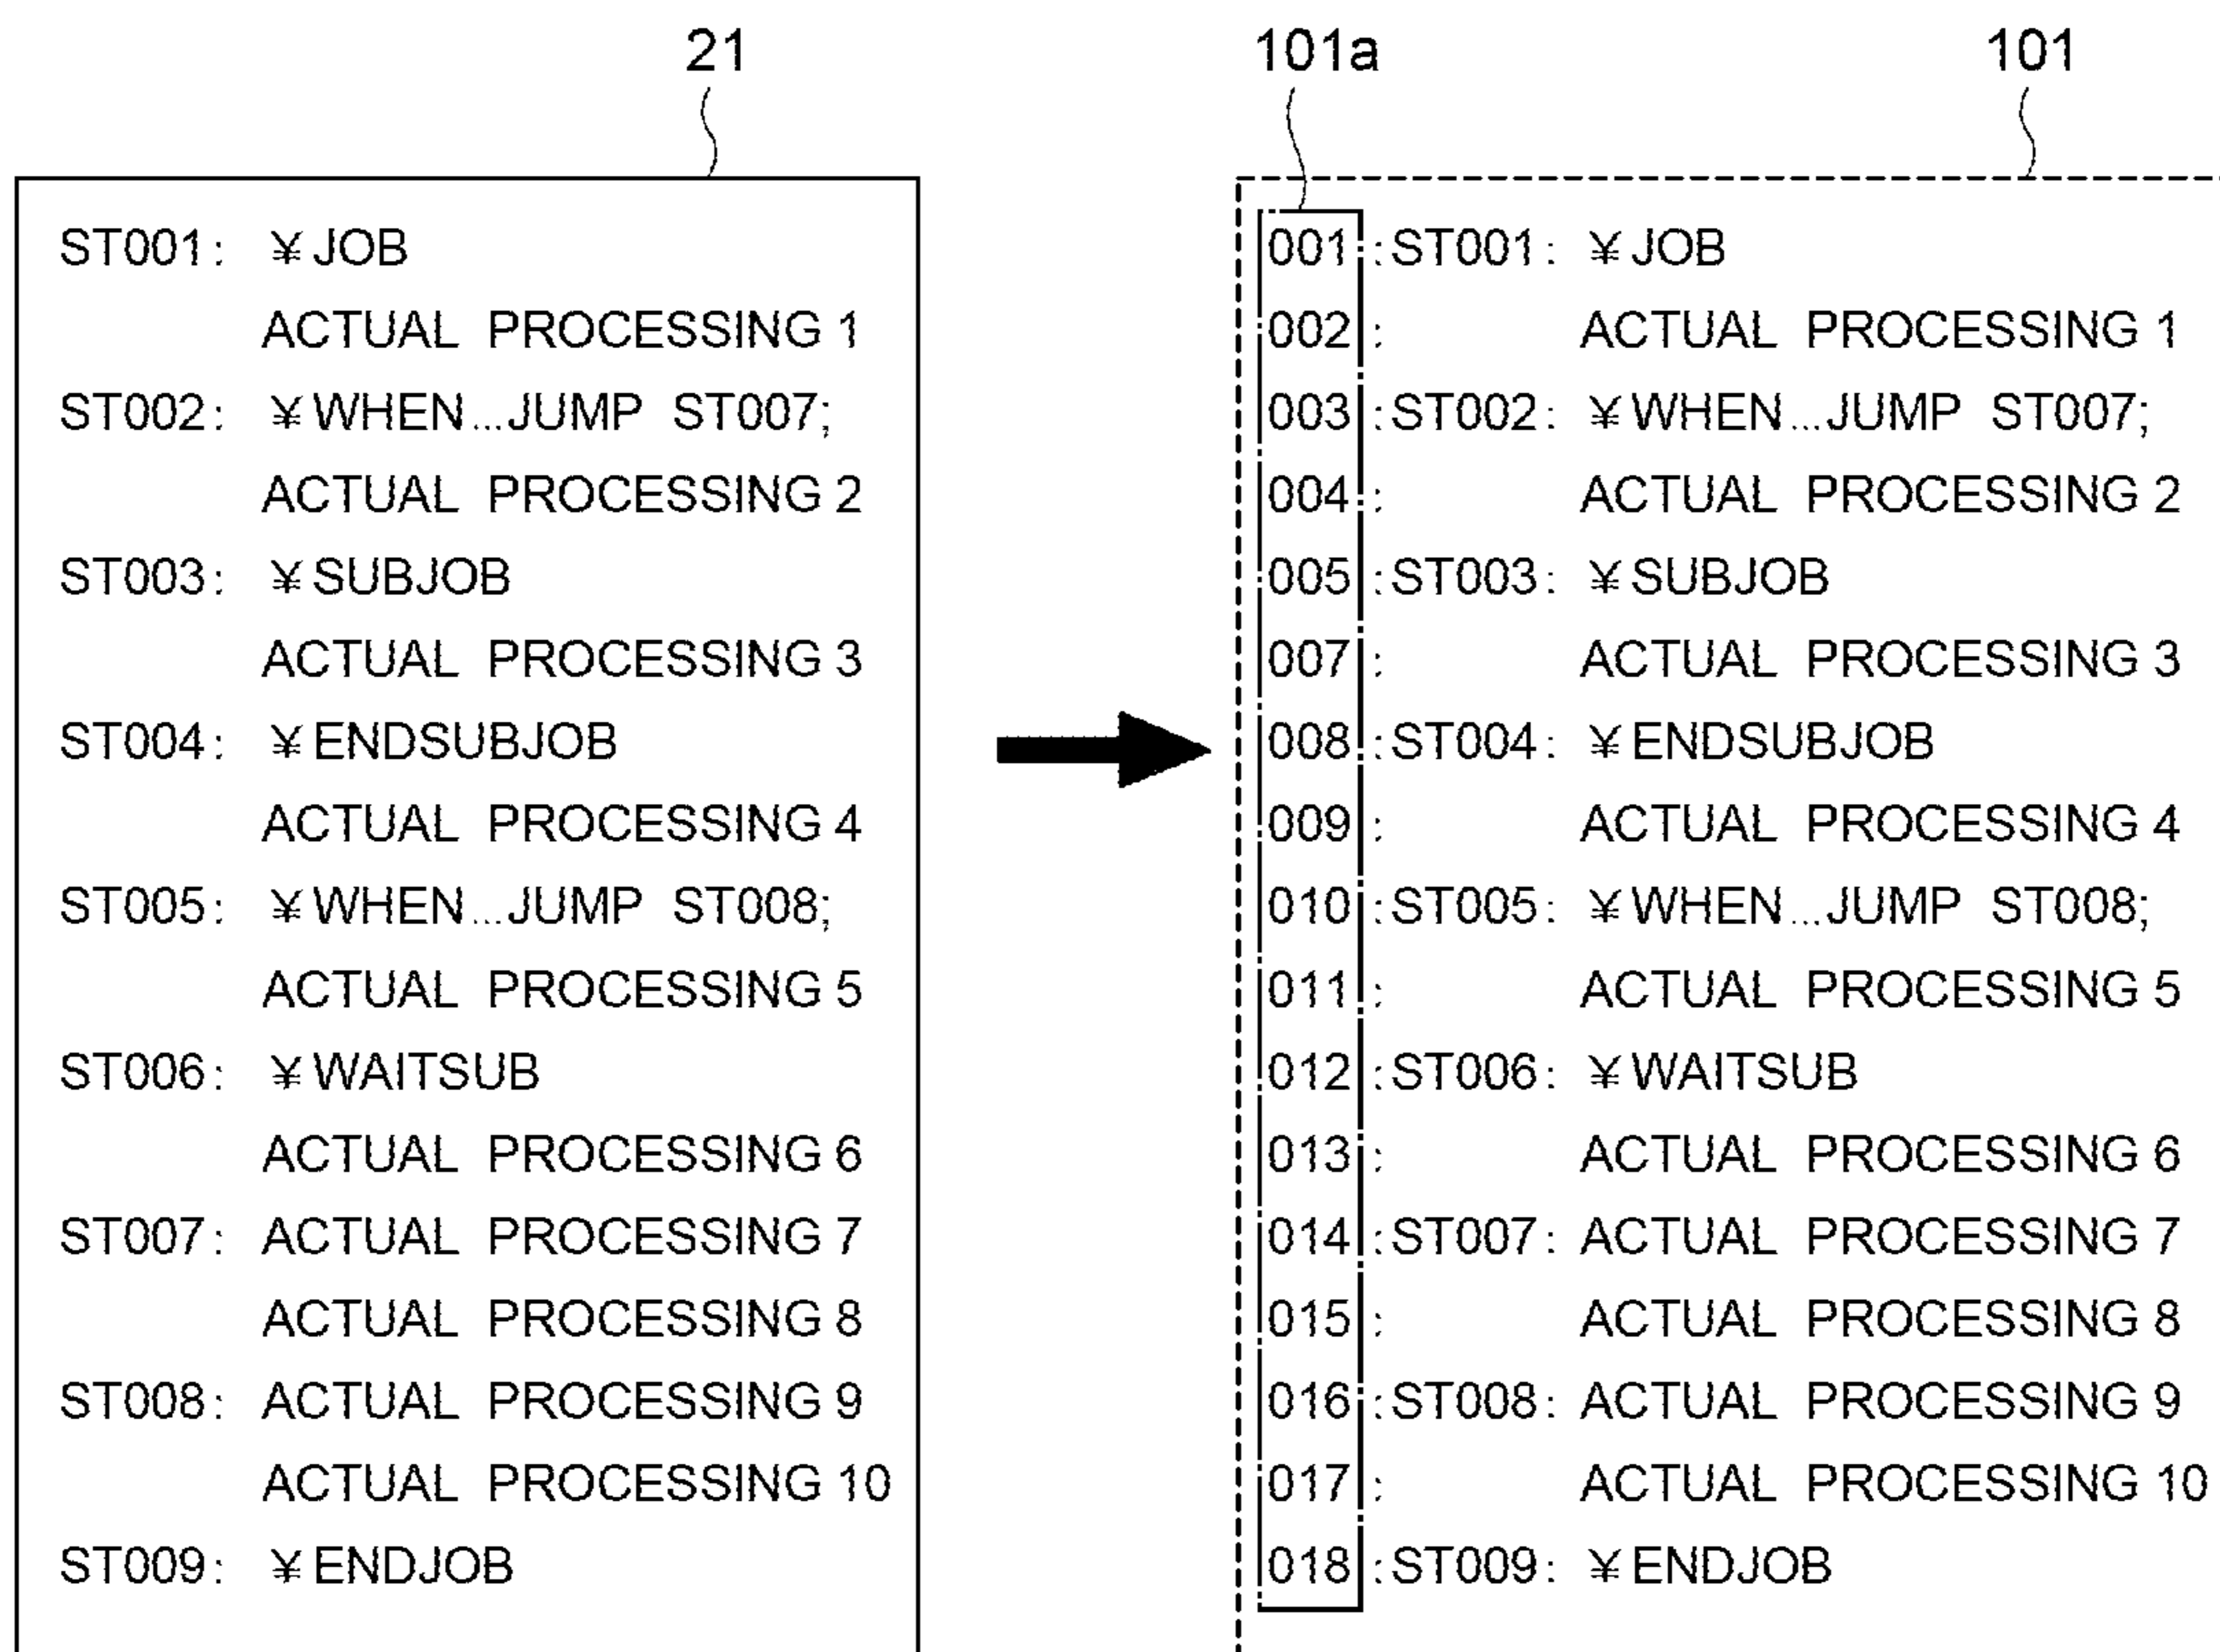 21
ST001: ¥JOB
ACTUAL PROCESSING 1
ST002: ¥WHEN...JUMP ST007;
ACTUAL PROCESSING 2
ST003: ¥SUBJOB
ACTUAL PROCESSING 3
ST004: ¥ENDSUBJOB
ACTUAL PROCESSING 4
ST005: ¥WHEN...JUMP ST008;
ACTUAL PROCESSING 5
ST006: ¥WAITSUB
ACTUAL PROCESSING 6
ST007: ACTUAL PROCESSING 7
ACTUAL PROCESSING 8
ST008: ACTUAL PROCESSING 9
ACTUAL PROCESSING 10
ST009: ¥ENDJOB
101a
101
001:ST001: ¥JOB
002: ACTUAL PROCESSING 1
003:ST002: ¥WHEN...JUMP ST007;
004: ACTUAL PROCESSING 2
005:ST003: ¥SUBJOB
007: ACTUAL PROCESSING 3
008:ST004: ¥ENDSUBJOB
009: ACTUAL PROCESSING 4
010:ST005: ¥WHEN...JUMP ST008;
011: ACTUAL PROCESSING 5
012:ST006: ¥WAITSUB
013: ACTUAL PROCESSING 6
014:ST007: ACTUAL PROCESSING 7
015: ACTUAL PROCESSING 8
016:ST008: ACTUAL PROCESSING 9
017: ACTUAL PROCESSING 10
018:ST009: ¥ENDJOB